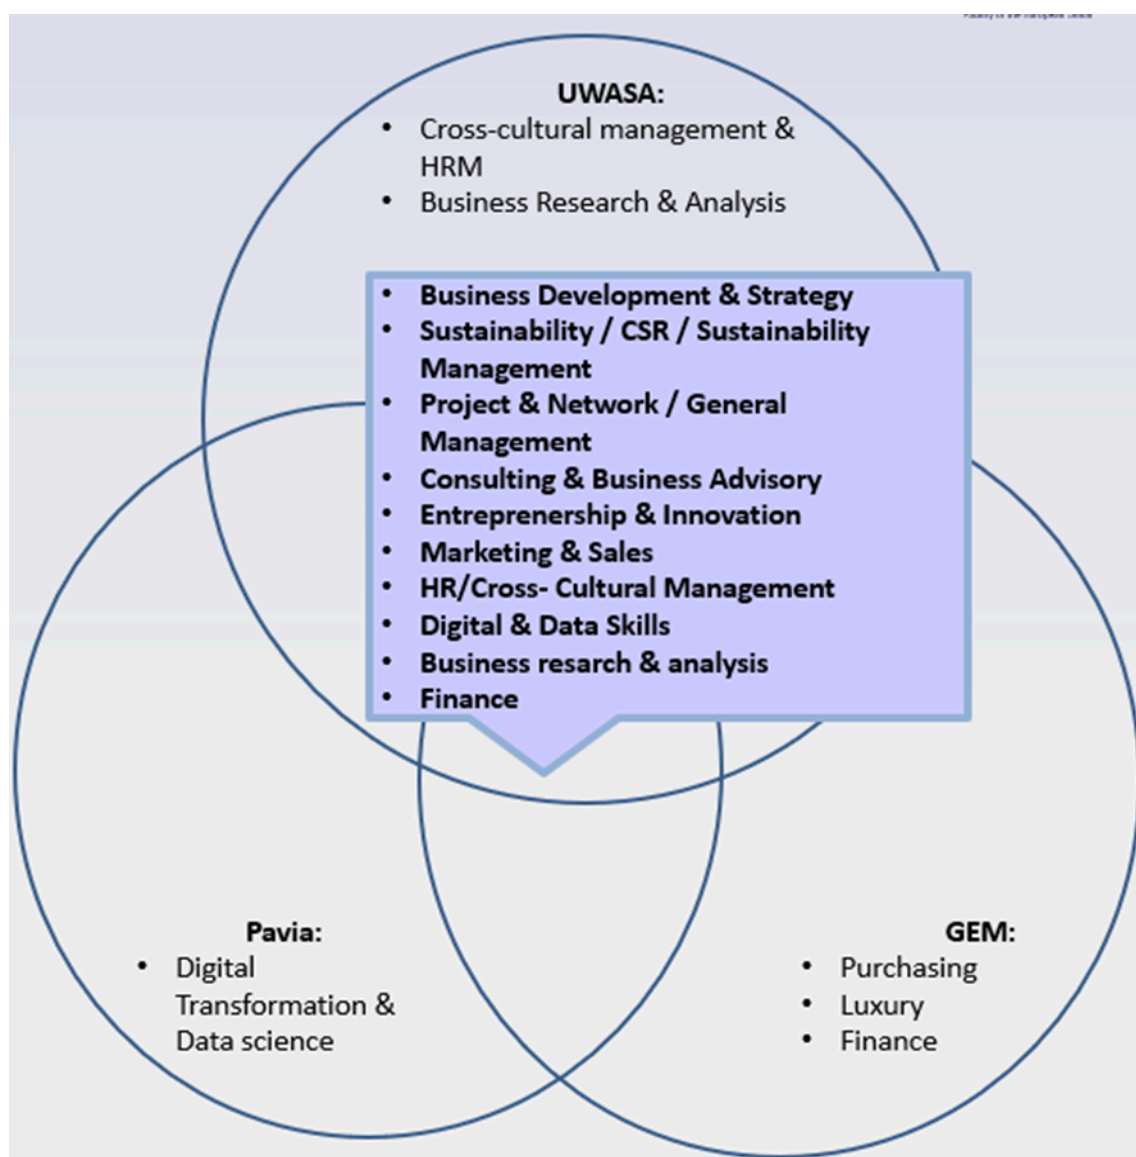 UWASA:
• Cross-cultural management &
HRM
• Business Research & Analysis
• Business Development & Strategy
• Sustainability / CSR / Sustainability
Management
• Project & Network / General
Management
• Consulting & Business Advisory
• Entreprenership & Innovation
• Marketing & Sales
• HR/Cross- Cultural Management
• Digital & Data Skills
• Business resarch & analysis
• Finance
Pavia:
• Digital
Transformation &
Data science
GEM:
• Purchasing
• Luxury
• Finance